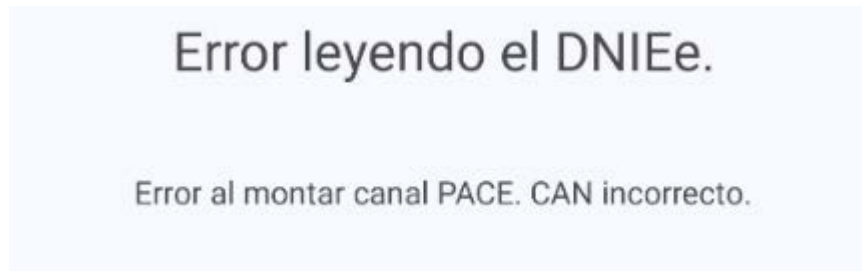 Error leyendo el DNIEe.
Error al montar canal PACE. CAN incorrecto.